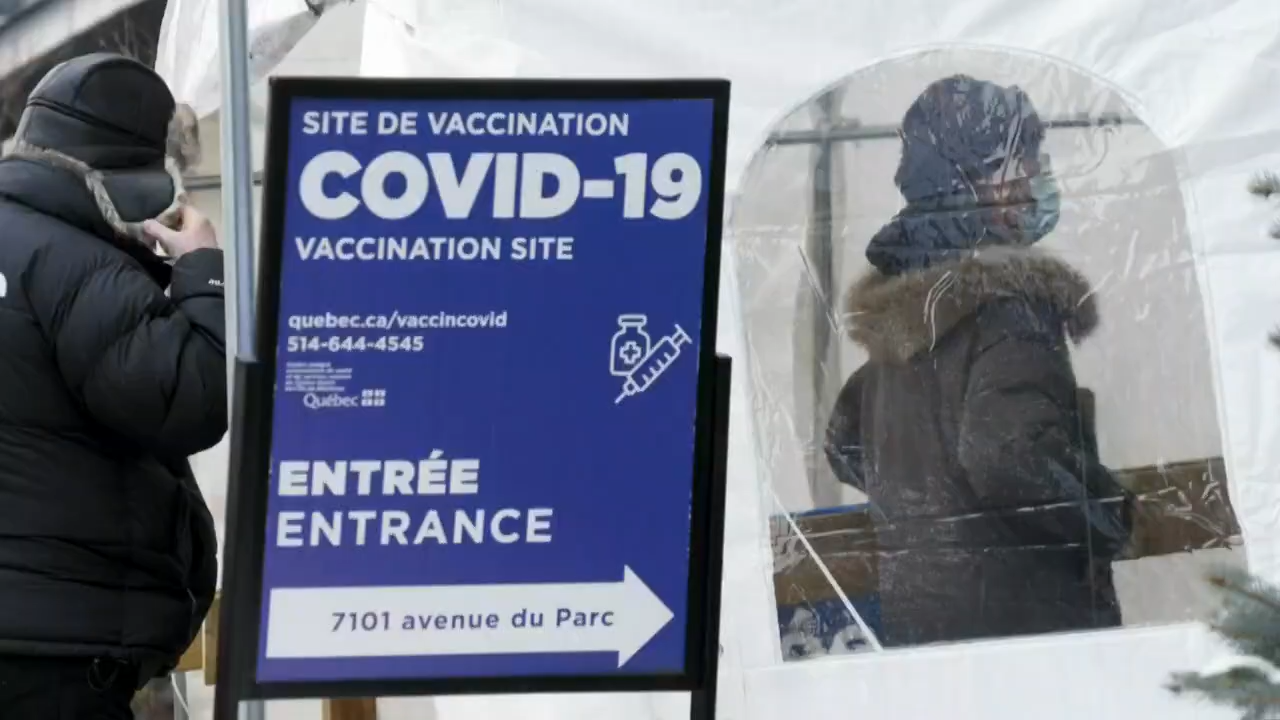 SITE DE VACCINATION
COVID-19
VACCINATION SITE
quebec.ca/vaccincovid
514-644-4545
Québec
ENTRÉE
ENTRANCE
7101 avenue du Parc